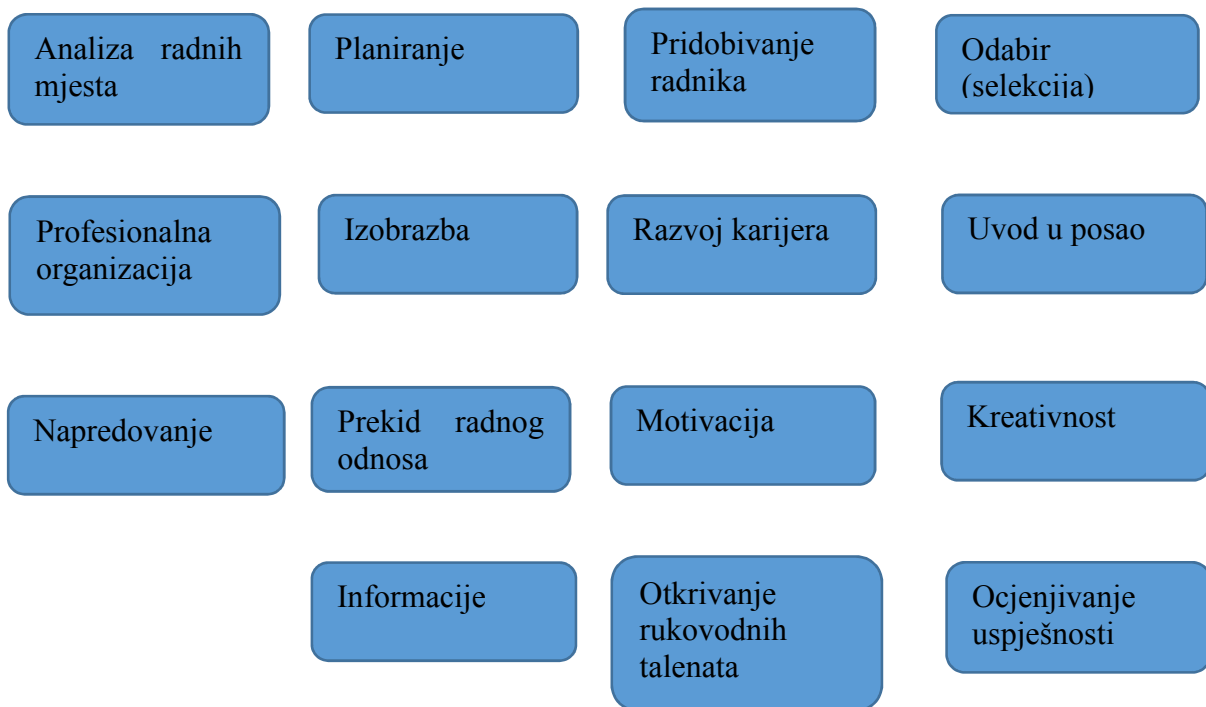 Analiza radnih
mjesta
Planiranje
Pridobivanje
radnika
Odabir
(selekcija)
Profesionalna
organizacija
Izobrazba
Razvoj karijera
Uvod u posao
Napredovanje
Prekid radnog
odnosa
Motivacija
Kreativnost
Informacije
Otkrivanje
rukovodnih
talenata
Ocjenjivanje
uspješnosti